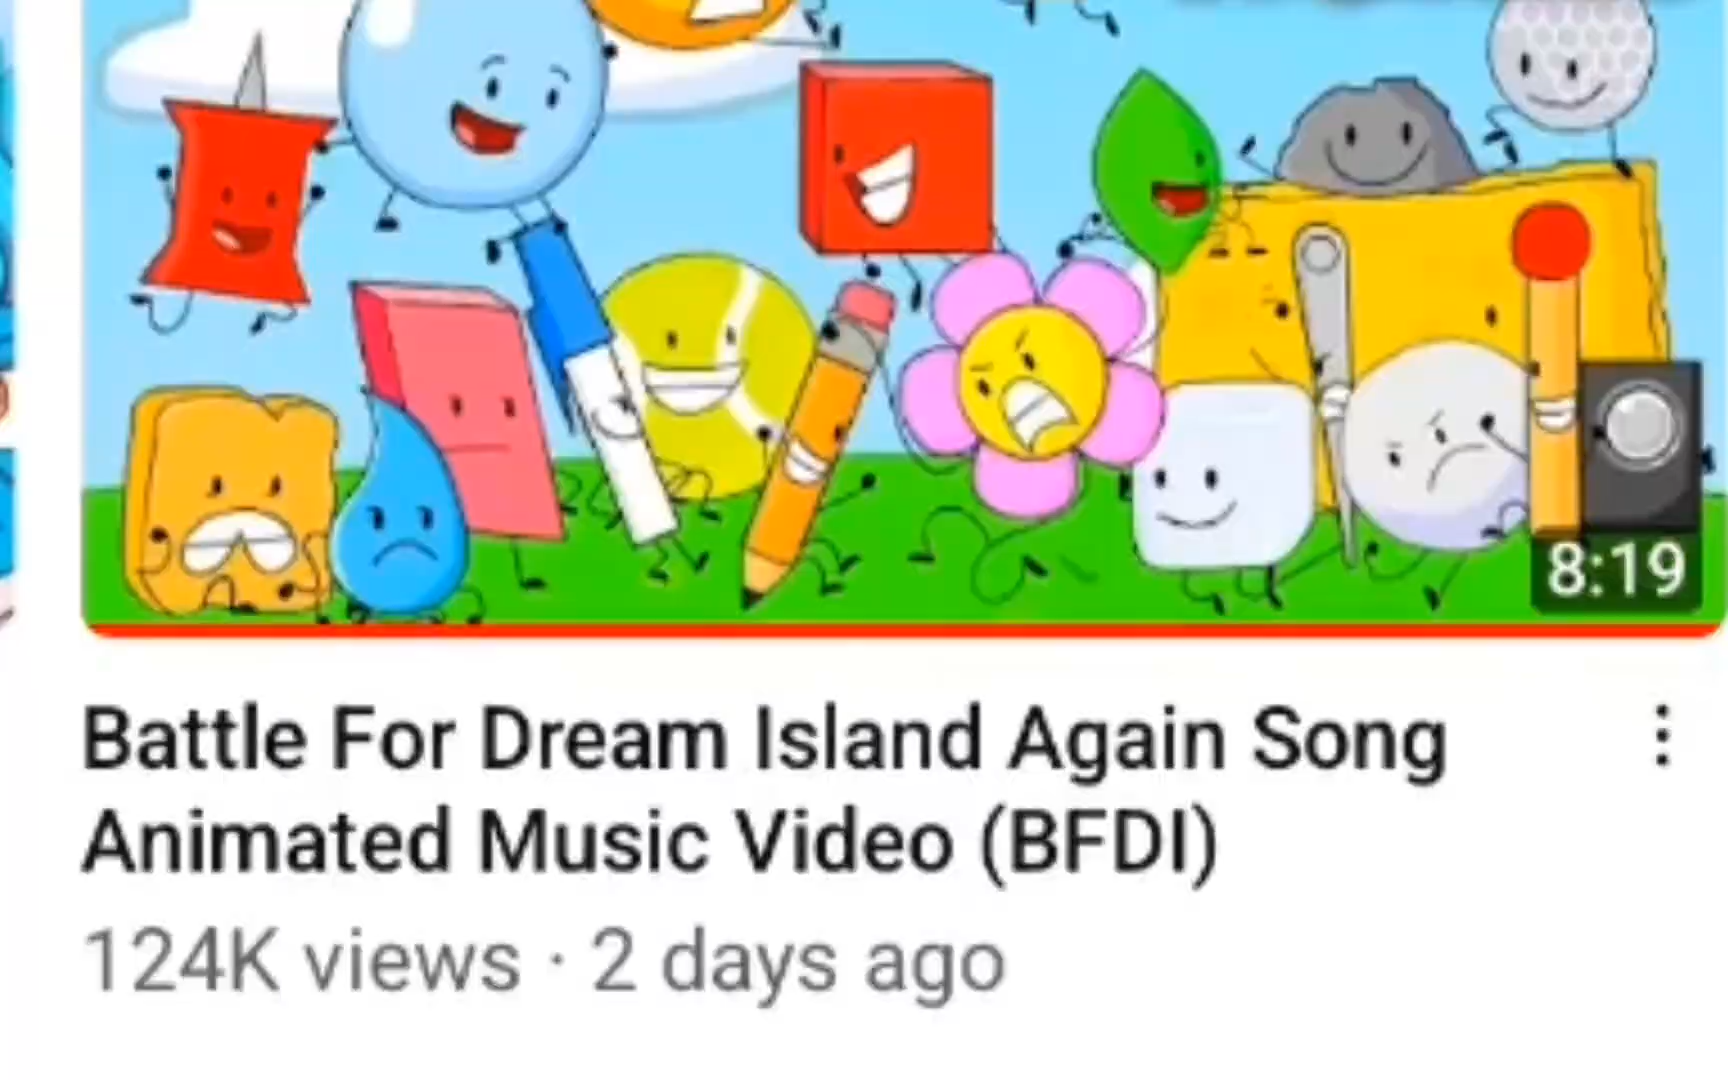 8:19
Battle For Dream Island Again Song
Animated Music Video (BFDI)
124K views · 2 days ago